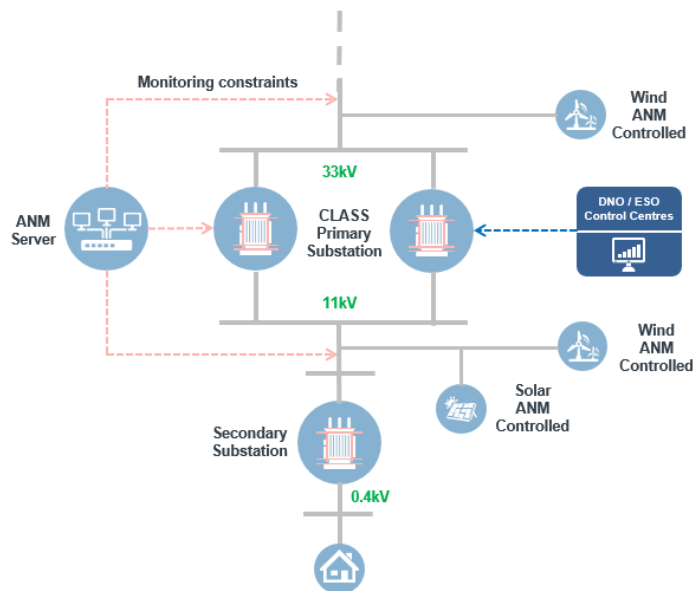 Monitoring constraints
Wind
ANM
Controlled
33kV
ANM
Server
CLASS
Primary
Substation
DNO / ESO
Control Centres
11kV
Wind
ANM
Controlled
Solar
ANM
Controlled
Secondary
Substation
0.4kV